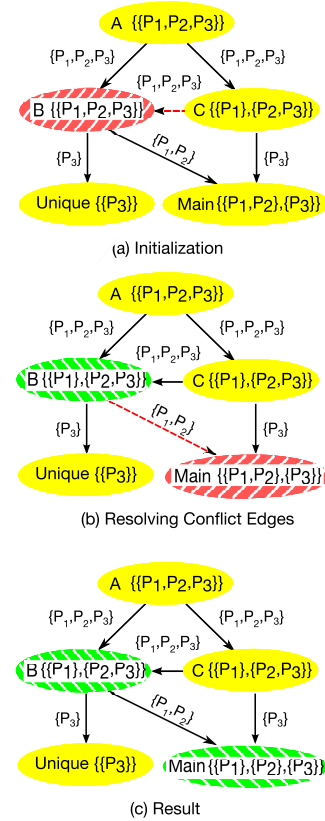 A {{P₁,P₂,P₃}}
{P₁,P₂,P₃} {P₁,P₂,P₃}
{P₁,P₂,P₃}
B {{P₁,P₂,P₃}} C {{P₁},{P₂,P₃}}
{P₃} {P₁,P₂} {P₃}
Unique {{P₃}} Main {{P₁,P₂},{P₃}}
(a) Initialization
A {{P₁,P₂,P₃}}
{P₁,P₂,P₃} {P₁,P₂,P₃}
{P₁,P₂,P₃}
B {{P₁},{P₂,P₃}} C {{P₁},{P₂,P₃}}
{P₃} {P₁,P₂} {P₃}
Unique {{P₃}} Main {{P₁,P₂},{P₃}}
(b) Resolving Conflict Edges
A {{P₁,P₂,P₃}}
{P₁,P₂,P₃} {P₁,P₂,P₃}
{P₁,P₂,P₃}
B {{P₁},{P₂,P₃}} C {{P₁},{P₂,P₃}}
{P₃} {P₁,P₂} {P₃}
Unique {{P₃}} Main {{P₁},{P₂},{P₃}}
(c) Result